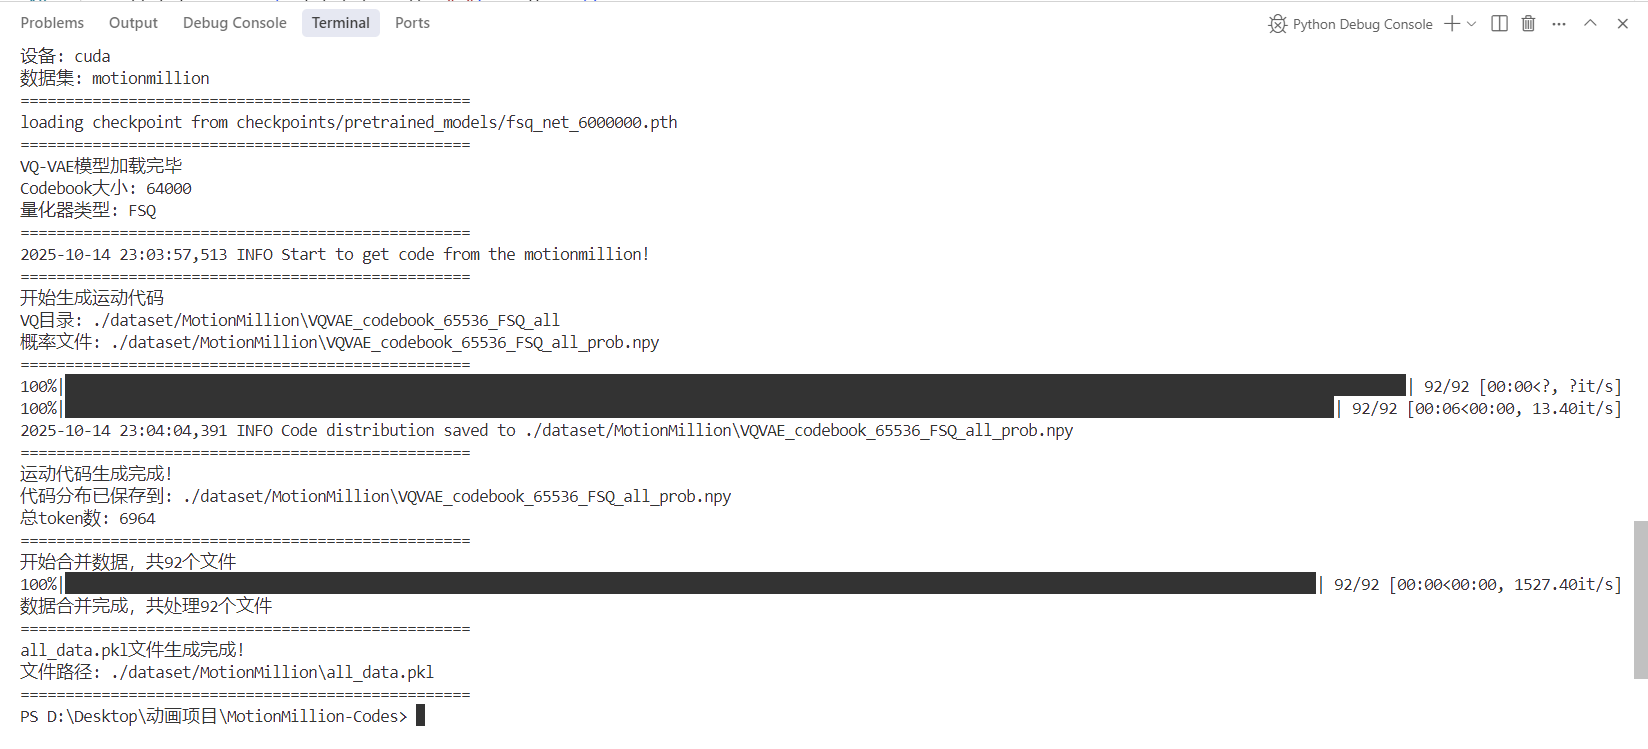 Problems Output Debug Console Terminal Ports Python Debug Console
设备: cuda
数据集: motionmillion
==================================================
loading checkpoint from checkpoints/pretrained_models/fsq_net_6000000.pth
==================================================
VQ-VAE模型加载完毕
Codebook大小: 64000
量化器类型: FSQ
==================================================
2025-10-14 23:03:57,513 INFO Start to get code from the motionmillion!
==================================================
开始生成运动代码
VQ目录: ./dataset/MotionMillion\VQVAE_codebook_65536_FSQ_all
概率文件: ./dataset/MotionMillion\VQVAE_codebook_65536_FSQ_all_prob.npy
==================================================
100%| | 92/92 [00:00<?, ?it/s]
100%| | 92/92 [00:06<00:00, 13.40it/s]
2025-10-14 23:04:04,391 INFO Code distribution saved to ./dataset/MotionMillion\VQVAE_codebook_65536_FSQ_all_prob.npy
==================================================
运动代码生成完成!
代码分布已保存到: ./dataset/MotionMillion\VQVAE_codebook_65536_FSQ_all_prob.npy
总token数: 6964
==================================================
开始合并数据，共92个文件
100%| | 92/92 [00:00<00:00, 1527.40it/s]
数据合并完成，共处理92个文件
==================================================
all_data.pkl文件生成完成!
文件路径: ./dataset/MotionMillion\all_data.pkl
==================================================
PS D:\Desktop\动画项目\MotionMillion-Codes>